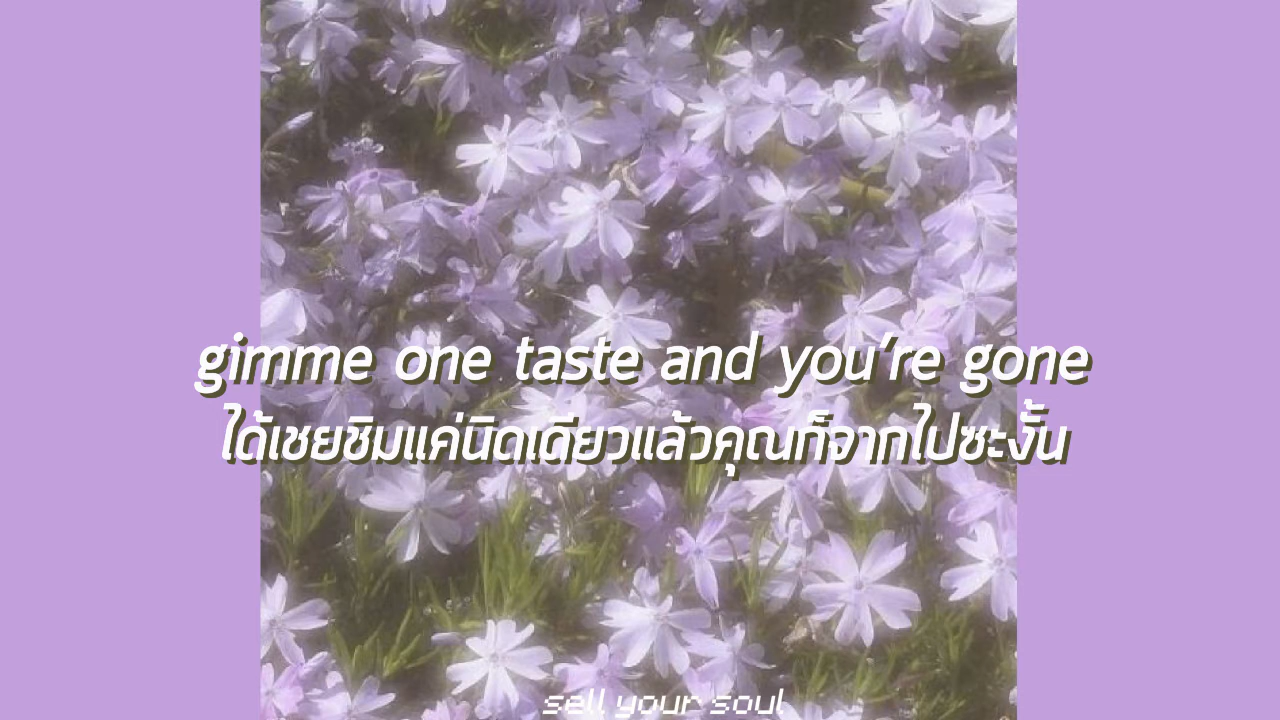 gimme one taste and you're gone
ได้เชยชิมแค่นิดเดียวแล้วคุณก็จากไปซะงั้น
sell your soul